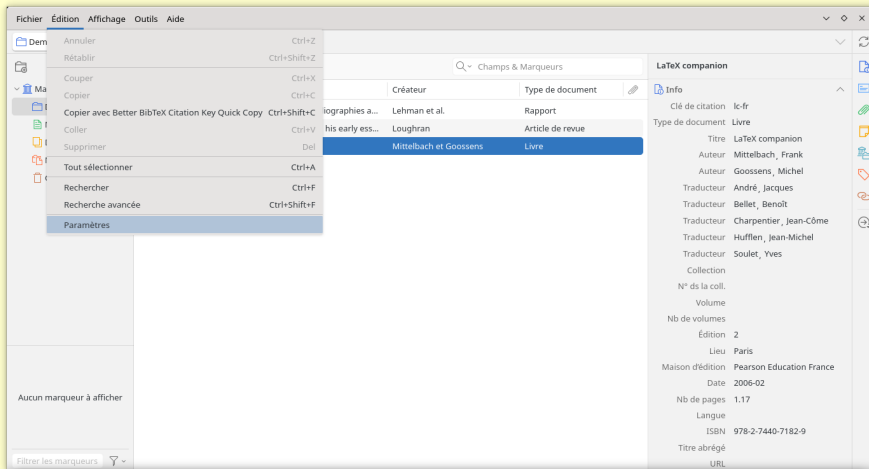 Fichier Édition Affichage Outils Aide
Dem
Annuler Ctrl+Z
Rétablir Ctrl+Shift+Z
Couper Ctrl+X
Copier Ctrl+C
Copier avec Better BibTeX Citation Key Quick Copy Ctrl+Shift+C
Coller Ctrl+V
Supprimer Del
Tout sélectionner Ctrl+A
Rechercher Ctrl+F
Recherche avancée Ctrl+Shift+F
Paramètres
Ma
Champs & Marqueurs
Créateur Type de document
iographies a... Lehman et al. Rapport
his early ess... Loughran Article de revue
Mittelbach et Goossens Livre
Aucun marqueur à afficher
Filtrer les marqueurs
LaTeX companion
Info
Clé de citation lc-fr
Type de document Livre
Titre LaTeX companion
Auteur Mittelbach, Frank
Auteur Goossens, Michel
Traducteur André, Jacques
Traducteur Bellet, Benoît
Traducteur Charpentier, Jean-Côme
Traducteur Hufflen, Jean-Michel
Traducteur Soulet, Yves
Collection
N° ds la coll.
Volume
Nb de volumes
Édition 2
Lieu Paris
Maison d'édition Pearson Education France
Date 2006-02
Nb de pages 1.17
Langue
ISBN 978-2-7440-7182-9
Titre abrégé
URL